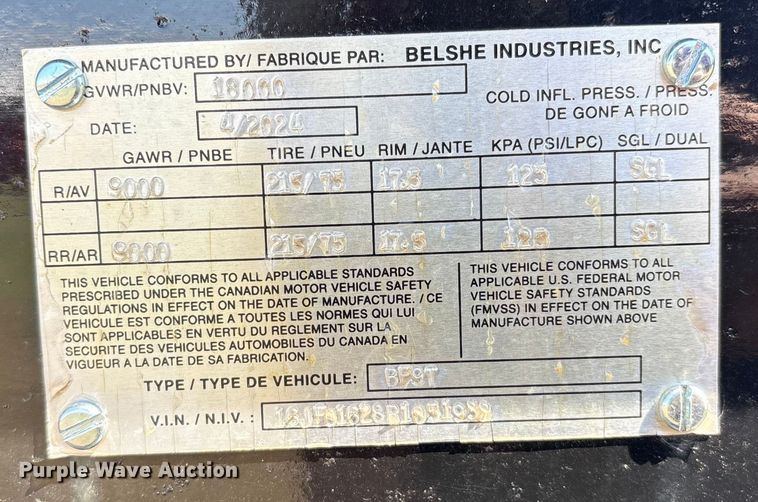 MANUFACTURED BY/ FABRIQUE PAR: BELSHE INDUSTRIES, INC
GVWR/PNBV: 18000
COLD INFL. PRESS. / PRESS.
DE GONF A FROID
DATE: 4/2024
GAWR / PNBE TIRE / PNEU RIM / JANTE KPA (PSI/LPC) SGL / DUAL
R/AV 9000 215/75 17.5 125 SGL
RR/AR 9000 215/75 17.5 125 SGL
THIS VEHICLE CONFORMS TO ALL APPLICABLE STANDARDS
PRESCRIBED UNDER THE CANADIAN MOTOR VEHICLE SAFETY
REGULATIONS IN EFFECT ON THE DATE OF MANUFACTURE. / CE
VEHICULE EST CONFORME A TOUTES LES NORMES QUI LUI
SONT APPLICABLES EN VERTU DU REGLEMENT SUR LA
SECURITE DES VEHICULES AUTOMOBILES DU CANADA EN
VIGUEUR A LA DATE DE SA FABRICATION.
THIS VEHICLE CONFORMS TO ALL
APPLICABLE U.S. FEDERAL MOTOR
VEHICLE SAFETY STANDARDS
(FMVSS) IN EFFECT ON THE DATE OF
MANUFACTURE SHOWN ABOVE
TYPE / TYPE DE VEHICULE:
V.I.N. / N.I.V. :
Purple Wave Auction